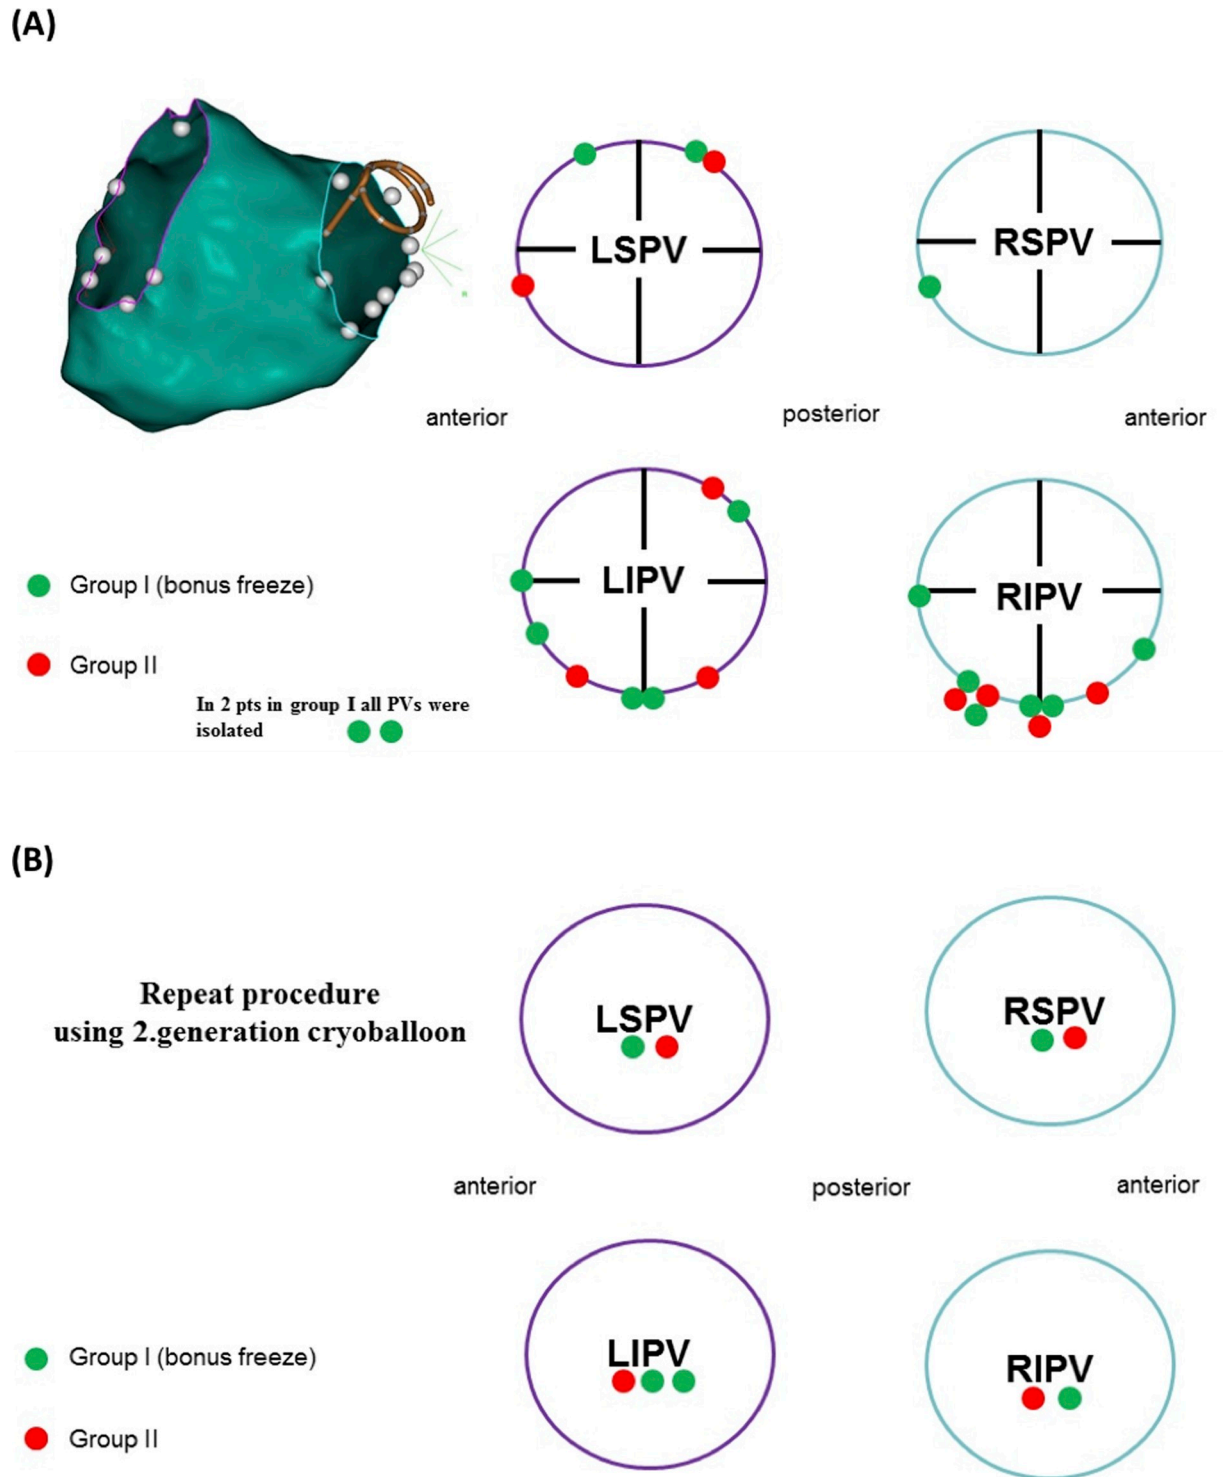 (A)
LSPV
RSPV
anterior
posterior
anterior
LIPV
RIPV
Group I (bonus freeze)
Group II
In 2 pts in group I all PVs were
isolated
(B)
Repeat procedure
using 2.generation cryoballoon
LSPV
RSPV
anterior
posterior
anterior
LIPV
RIPV
Group I (bonus freeze)
Group II